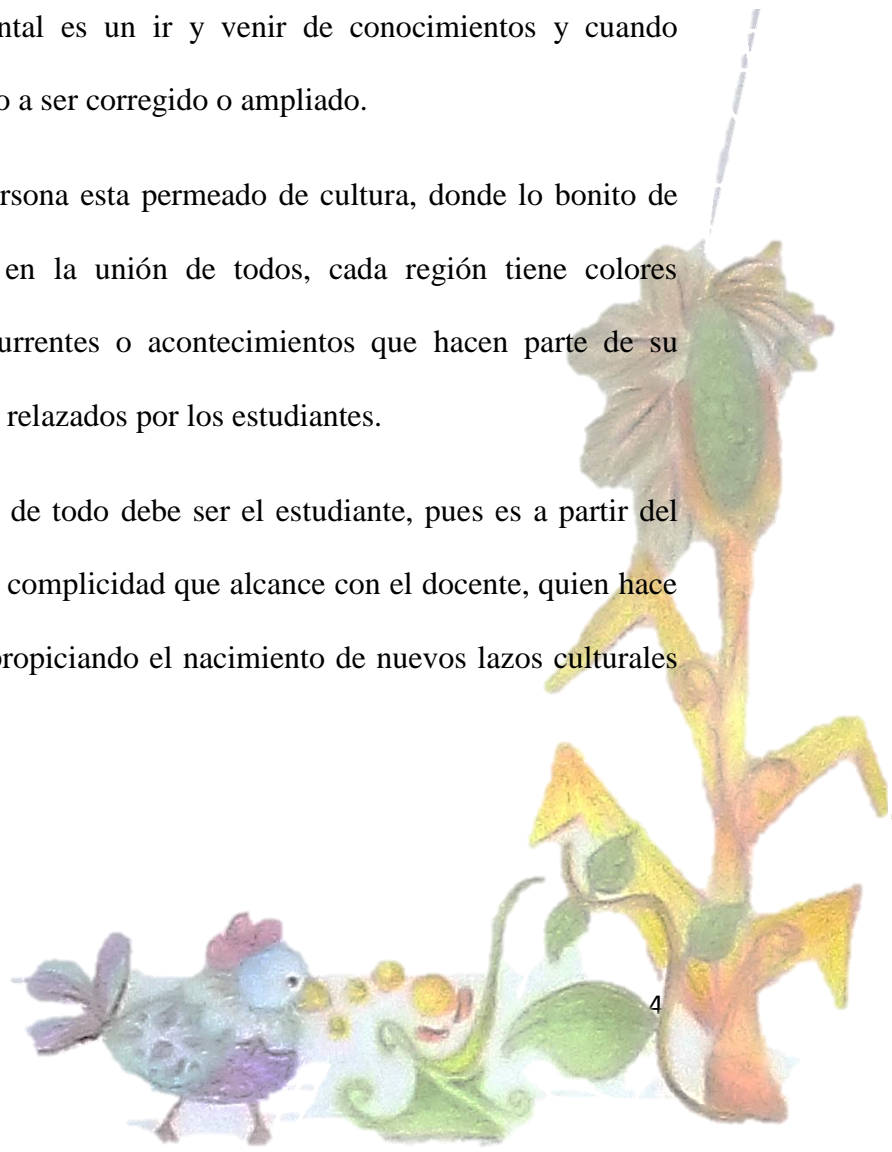 ntal es un ir y venir de conocimientos y cuando
o a ser corregido o ampliado.
rsona esta permeado de cultura, donde lo bonito de
en la unión de todos, cada región tiene colores
urrentes o acontecimientos que hacen parte de su
relazados por los estudiantes.
de todo debe ser el estudiante, pues es a partir del
complicidad que alcance con el docente, quien hace
propiciando el nacimiento de nuevos lazos culturales
4